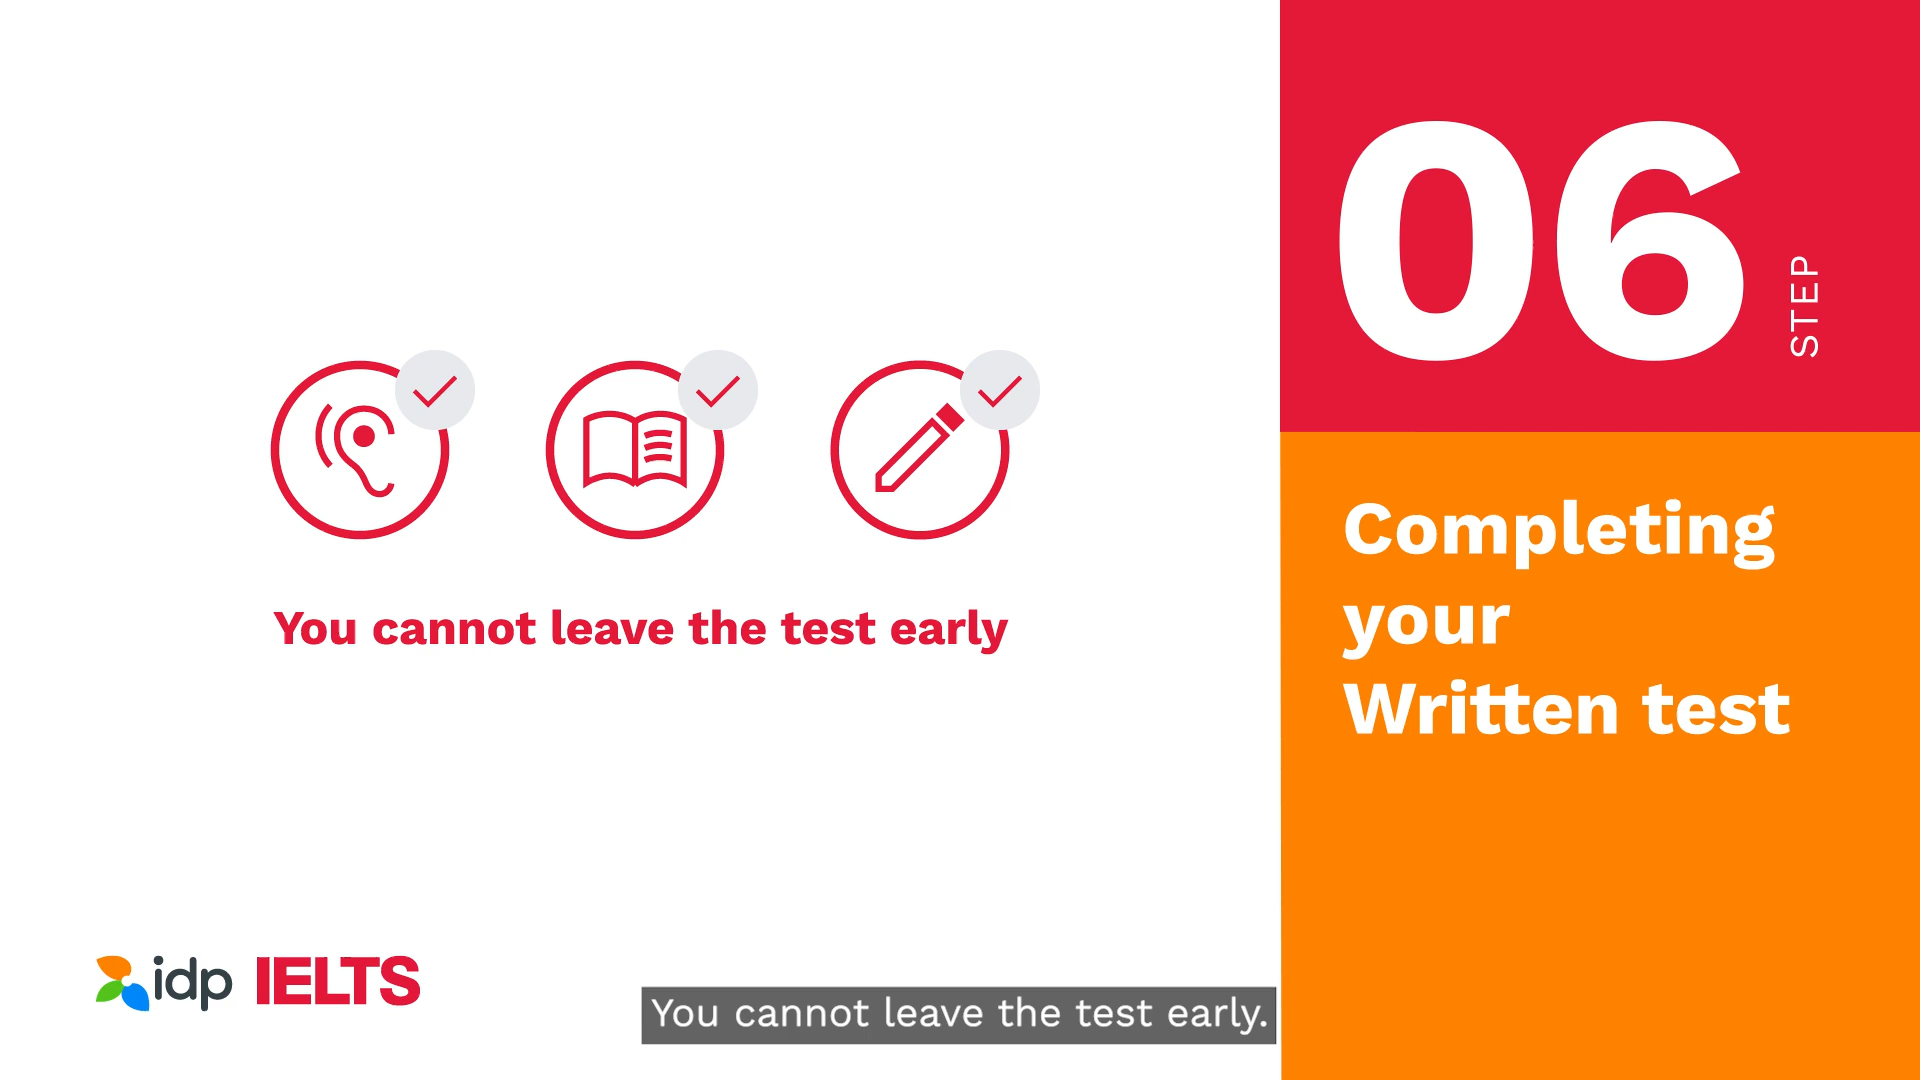 06
STEP
Completing
your
Written test
You cannot leave the test early
idp IELTS
You cannot leave the test early.